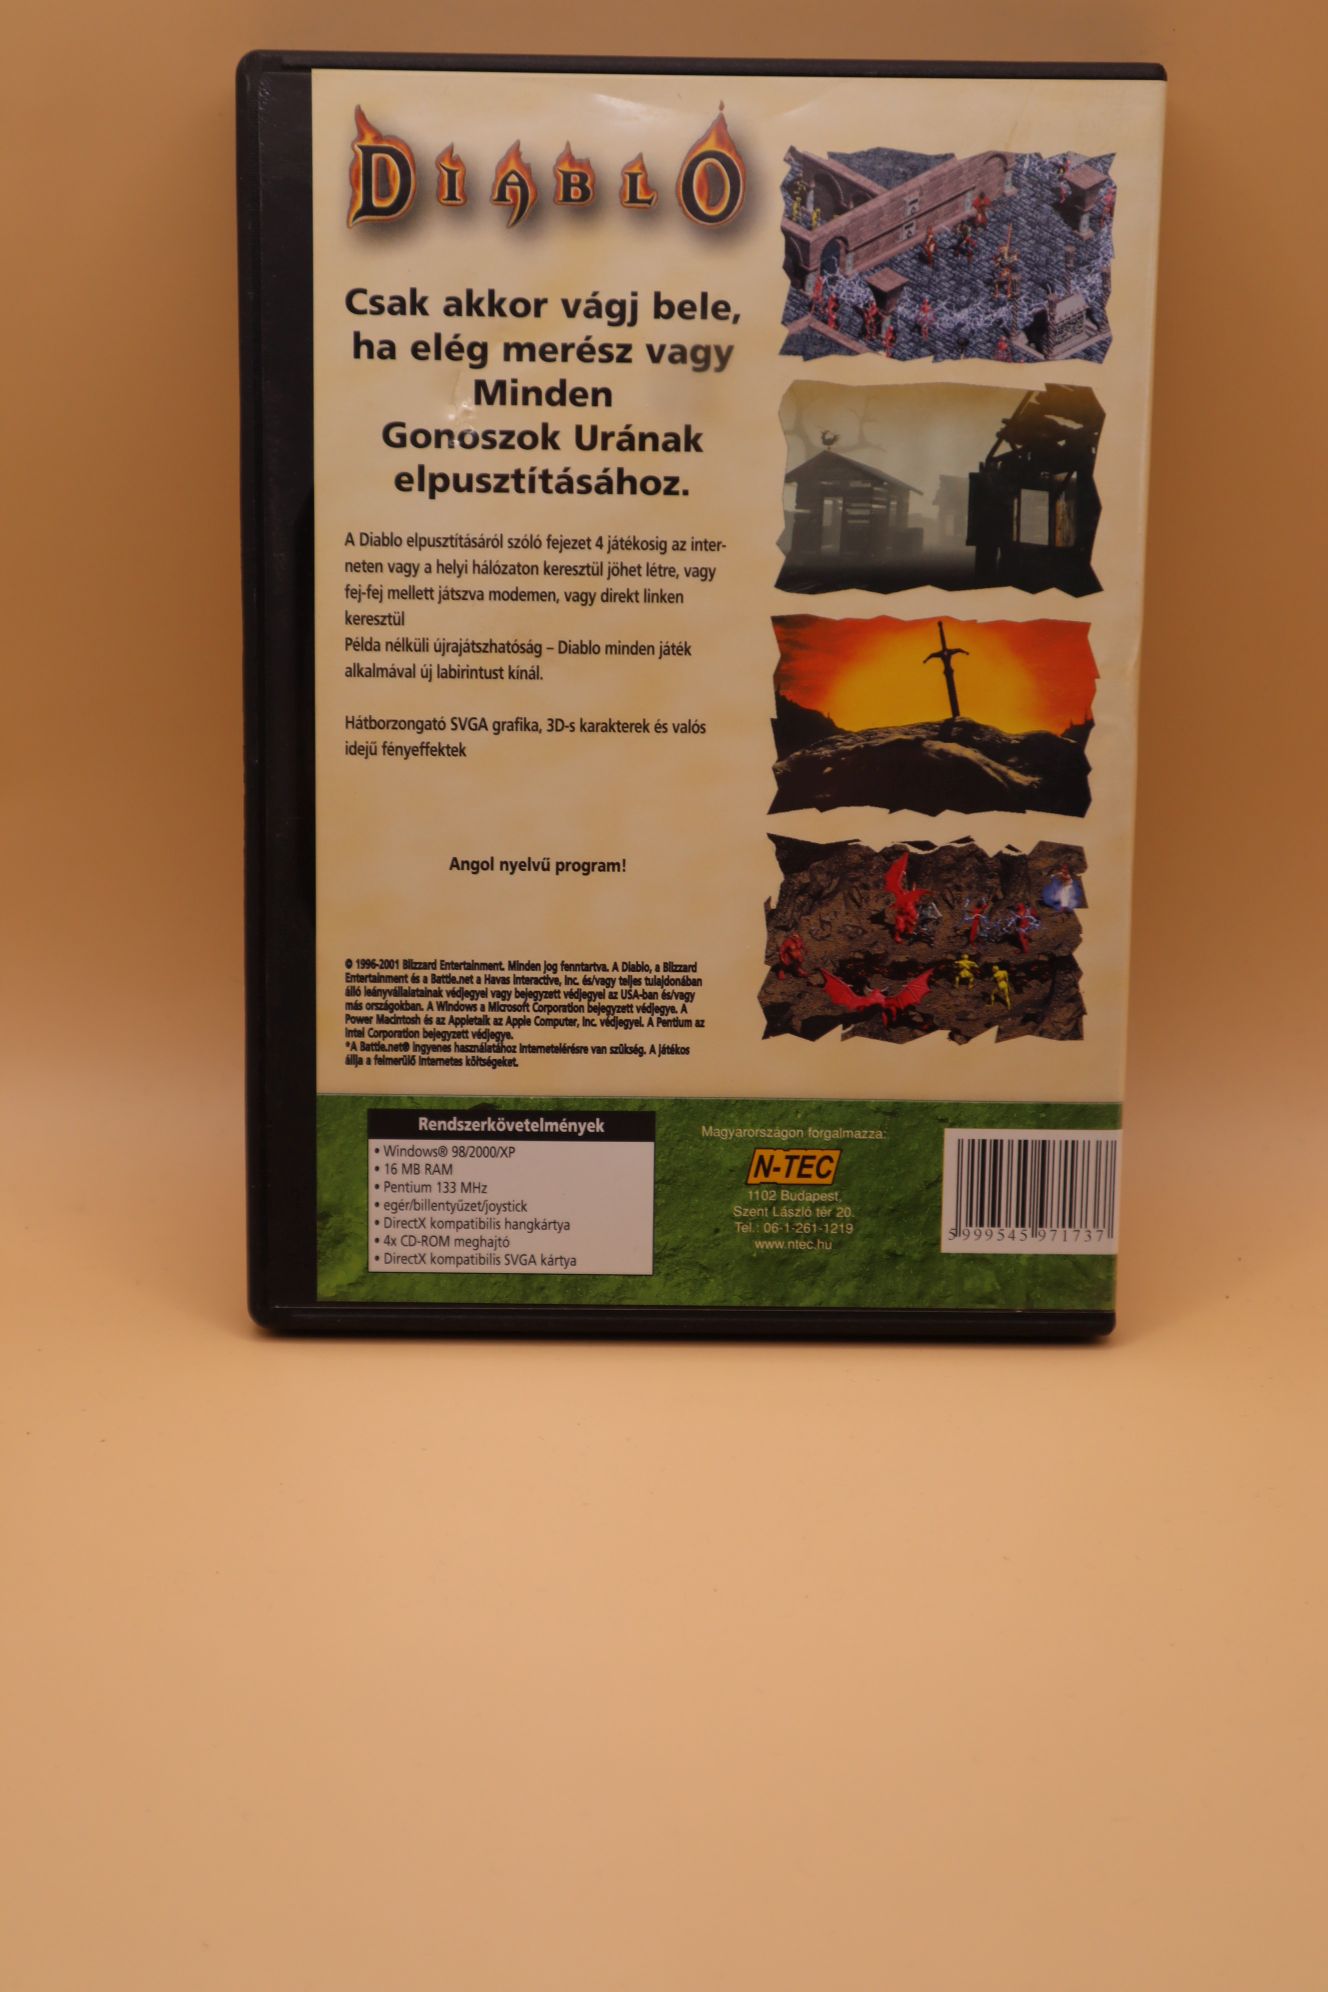 DIABLO
Csak akkor vágj bele,
ha elég merész vagy
Minden
Gonoszok Urának
elpusztításához.
A Diablo elpusztításáról szóló fejezet 4 játékosig az inter-
neten vagy a helyi hálózaton keresztül jöhet létre, vagy
fej-fej mellett játszva modemen, vagy direkt linken
keresztül
Példa nélküli újrajátszhatóság – Diablo minden játék
alkalmával új labirintust kínál.
Hátborzongató SVGA grafika, 3D-s karakterek és valós
idejű fényeffektek
Angol nyelvű program!
© 1996-2001 Blizzard Entertainment. Minden jog fenntartva. A Diablo, a Blizzard
Entertainment és a Battle.net a Havas Interactive, Inc. és/vagy teljes tulajdonában
álló leányvállalatainak védjegyei vagy bejegyzett védjegyei az USA-ban és/vagy
más országokban. A Windows a Microsoft Corporation bejegyzett védjegye. A
Power Macintosh és az Appletalk az Apple Computer, Inc. védjegyei. A Pentium az
Intel Corporation bejegyzett védjegye.
*A Battle.net® ingyenes használatához Internetelérésre van szükség. A játékos
állja a felmerülő Internetes költségeket.
Rendszerkövetelmények
• Windows® 98/2000/XP
• 16 MB RAM
• Pentium 133 MHz
• egér/billentyűzet/joystick
• DirectX kompatibilis hangkártya
• 4x CD-ROM meghajtó
• DirectX kompatibilis SVGA kártya
Magyarországon forgalmazza:
N-TEC
1102 Budapest,
Szent László tér 20.
Tel.: 06-1-261-1219
www.ntec.hu
5 999545 971737